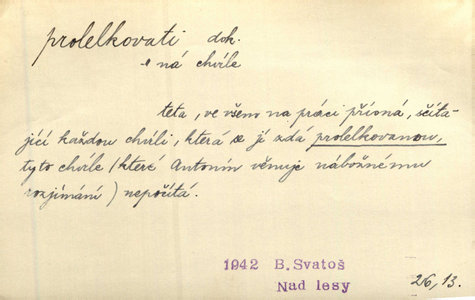 prolelkovati dok.
~ ná chvíle
teta, ve všem na práci přísná, sčíta-
jící každou chvíli, která se jí zdá prolelkovanou,
tyto chvíle (které Antonín věnuje nábožnému
rozjímání) nepočítá.
1942 B. Svatoš
Nad lesy
26, 13.